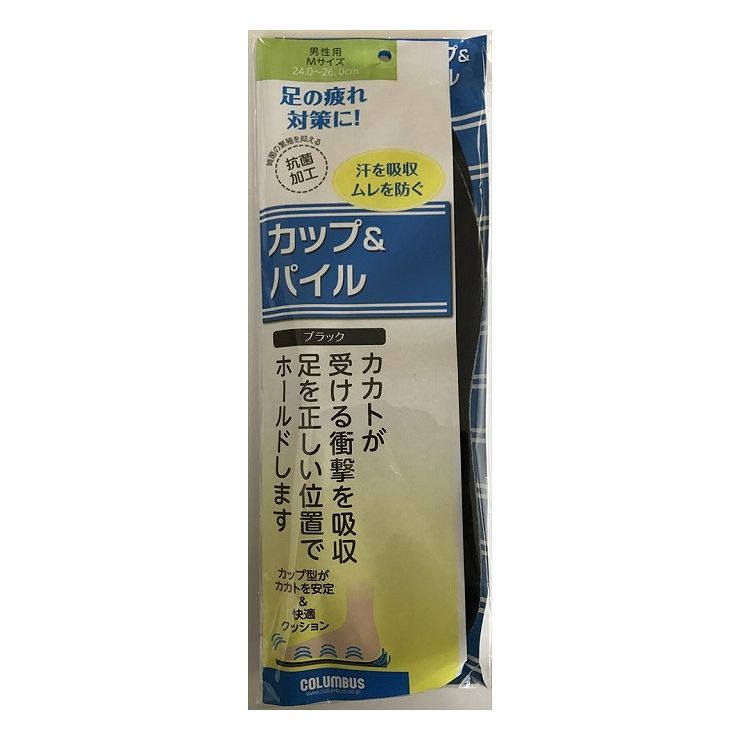 男性用
Mサイズ
24.0～26.0cm
足の疲れ
対策に!
雑菌の繁殖を抑える
抗菌
加工
汗を吸収
ムレを防ぐ
カップ&
パイル
ブラック
カカトが
受ける衝撃を吸収
足を正しい位置で
ホールドします
カップ型が
カカトを安定
&
快適
クッション
COLUMBUS
www.columbus.co.jp
プ&
ル